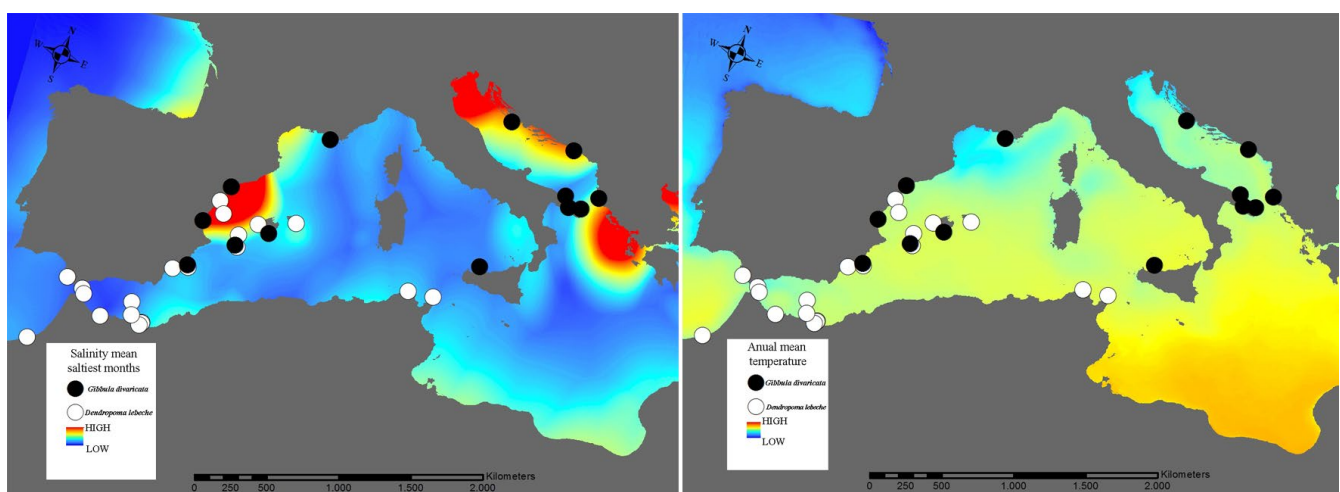 N
W
E
S
Salinity mean
saltiest months
Gibbula divaricata
Dendropoma lebeche
HIGH
LOW
Kilometers
0 250 500 1.000 1.500 2.000
N
W
E
S
Anual mean
temperature
Gibbula divaricata
Dendropoma lebeche
HIGH
LOW
Kilometers
0 250 500 1.000 1.500 2.000